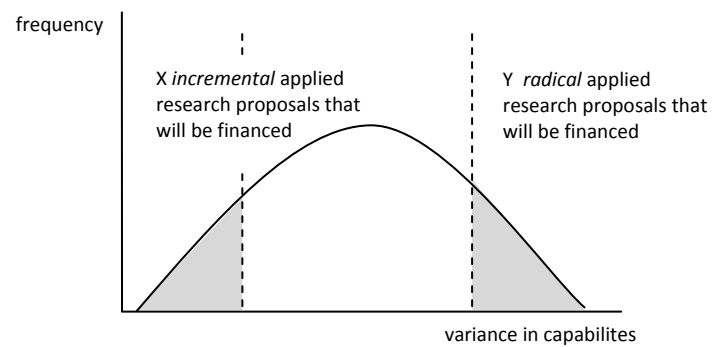 frequency
X incremental applied
research proposals that
will be financed
Y radical applied
research proposals that
will be financed
variance in capabilites